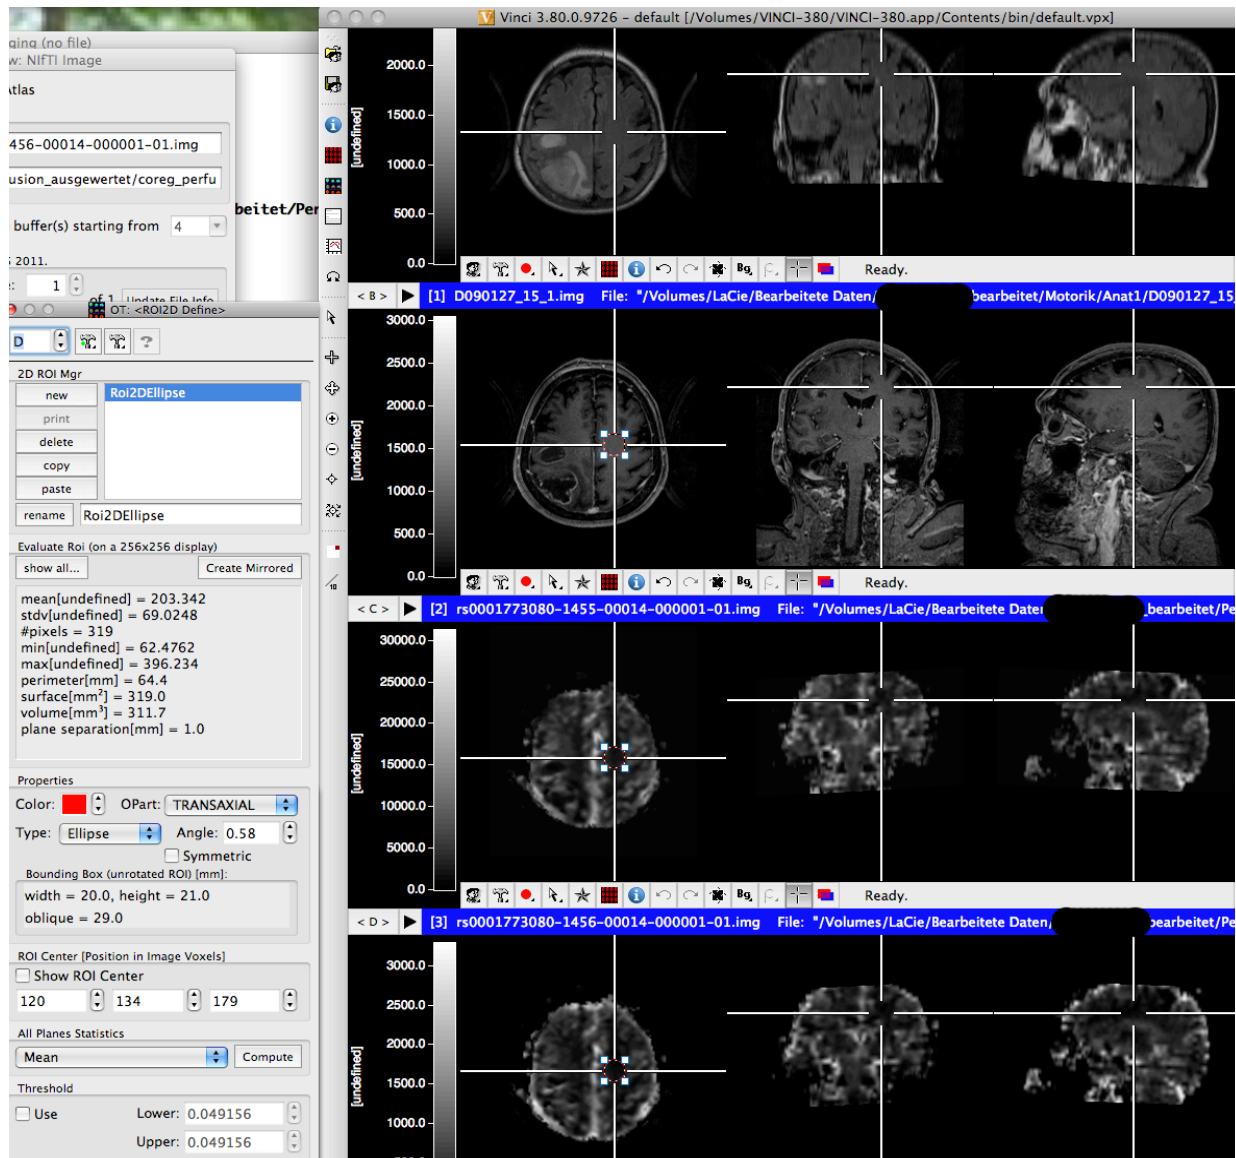 ging (no file)
w: NIfTI Image
Atlas
456-00014-000001-01.img
usion_ausgewertet/coreg_perfu
beitet/Per
buffer(s) starting from 4
2011.
1
of 1 Update File Info
OT: <ROI2D Define>
D
?
2D ROI Mgr
new
print
delete
copy
paste
Roi2DEllipse
rename Roi2DEllipse
Evaluate Roi (on a 256x256 display)
show all... Create Mirrored
mean[undefined] = 203.342
stdv[undefined] = 69.0248
#pixels = 319
min[undefined] = 62.4762
max[undefined] = 396.234
perimeter[mm] = 64.4
surface[mm²] = 319.0
volume[mm³] = 311.7
plane separation[mm] = 1.0
Properties
Color: OPart: TRANSAXIAL
Type: Ellipse Angle: 0.58
Symmetric
Bounding Box (unrotated ROI) [mm]:
width = 20.0, height = 21.0
oblique = 29.0
ROI Center [Position in Image Voxels]
Show ROI Center
120 134 179
All Planes Statistics
Mean Compute
Threshold
Use Lower: 0.049156
Upper: 0.049156
Vinci 3.80.0.9726 - default [/Volumes/VINCI-380/VINCI-380.app/Contents/bin/default.vpx]
2000.0
1500.0
1000.0
500.0
0.0
[undefined]
Bg Ready.
< B > [1] D090127_15_1.img File: "/Volumes/LaCie/Bearbeitete Daten, bearbeitet/Motorik/Anat1/D090127_15_
3000.0
2500.0
2000.0
1500.0
1000.0
500.0
0.0
[undefined]
Bg Ready.
< C > [2] rs0001773080-1455-00014-000001-01.img File: "/Volumes/LaCie/Bearbeitete Daten _bearbeitet/Pe
30000.0
25000.0
20000.0
15000.0
10000.0
5000.0
0.0
[undefined]
Bg Ready.
< D > [3] rs0001773080-1456-00014-000001-01.img File: "/Volumes/LaCie/Bearbeitete Daten, bearbeitet/Pe
3000.0
2500.0
2000.0
1500.0
1000.0
[undefined]